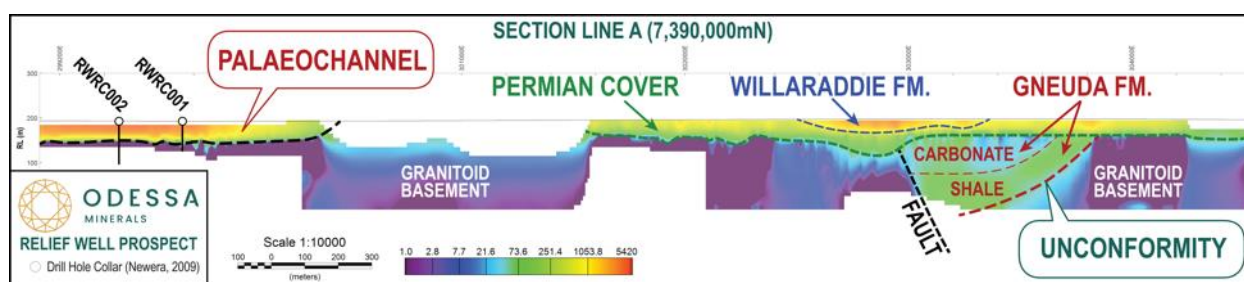 SECTION LINE A (7,390,000mN)
PALAEOCHANNEL
RWRC002
RWRC001
PERMIAN COVER
WILLARADDIE FM.
GNEUDA FM.
RL (m)
200
100
GRANITOID
BASEMENT
CARBONATE
SHALE
GRANITOID
BASEMENT
FAULT
UNCONFORMITY
ODESSA
MINERALS
RELIEF WELL PROSPECT
Drill Hole Collar (Newera, 2009)
Scale 1:10000
100 0 100 200 300
(meters)
1.0 2.8 7.7 21.6 73.6 251.4 1053.8 5420